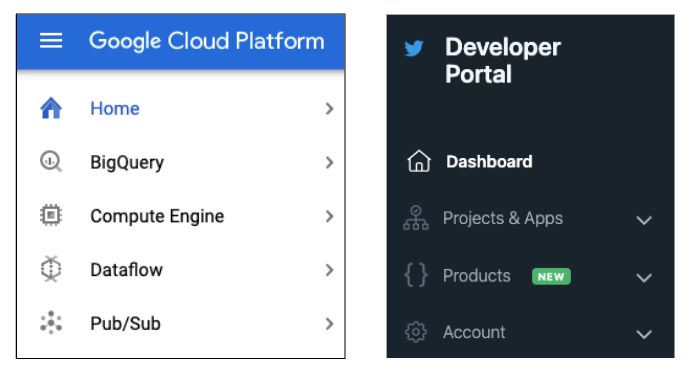 Google Cloud Platform
Home
BigQuery
Compute Engine
Dataflow
Pub/Sub
Developer
Portal
Dashboard
Projects & Apps
Products NEW
Account